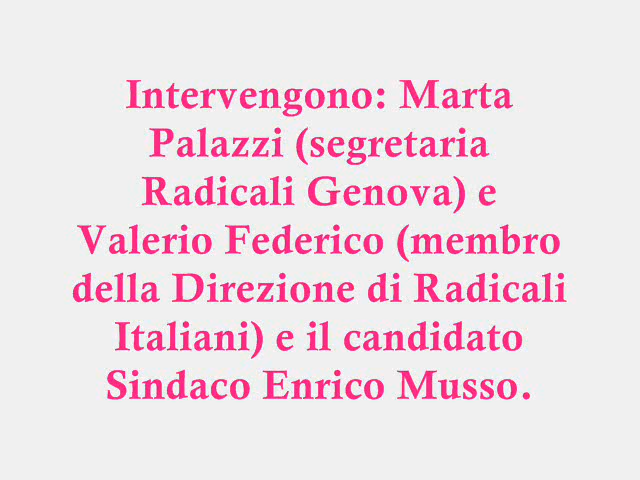 Intervengono: Marta
Palazzi (segretaria
Radicali Genova) e
Valerio Federico (membro
della Direzione di Radicali
Italiani) e il candidato
Sindaco Enrico Musso.